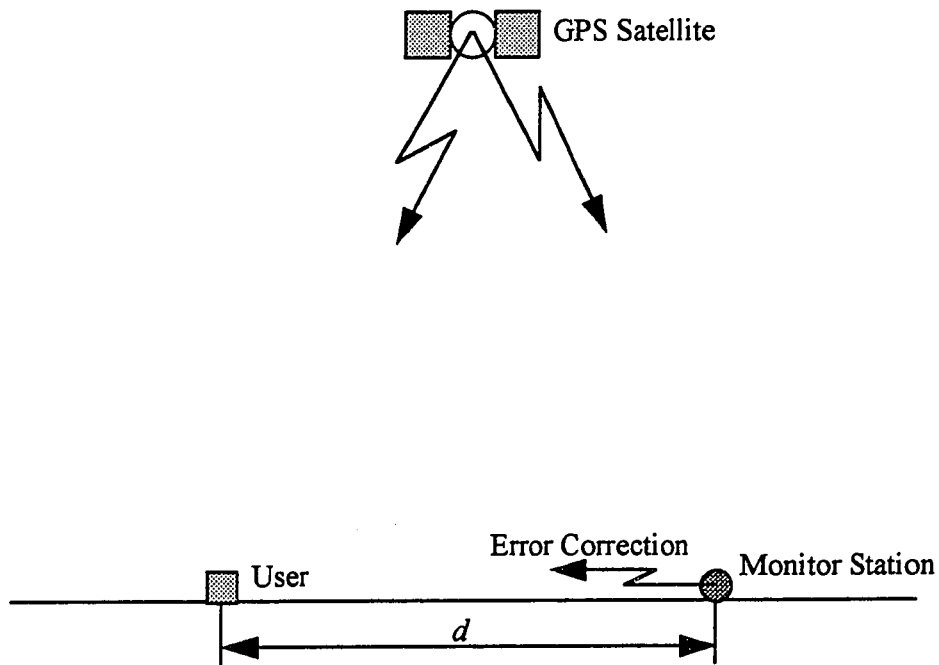 GPS Satellite
Error Correction
Monitor Station
User
d